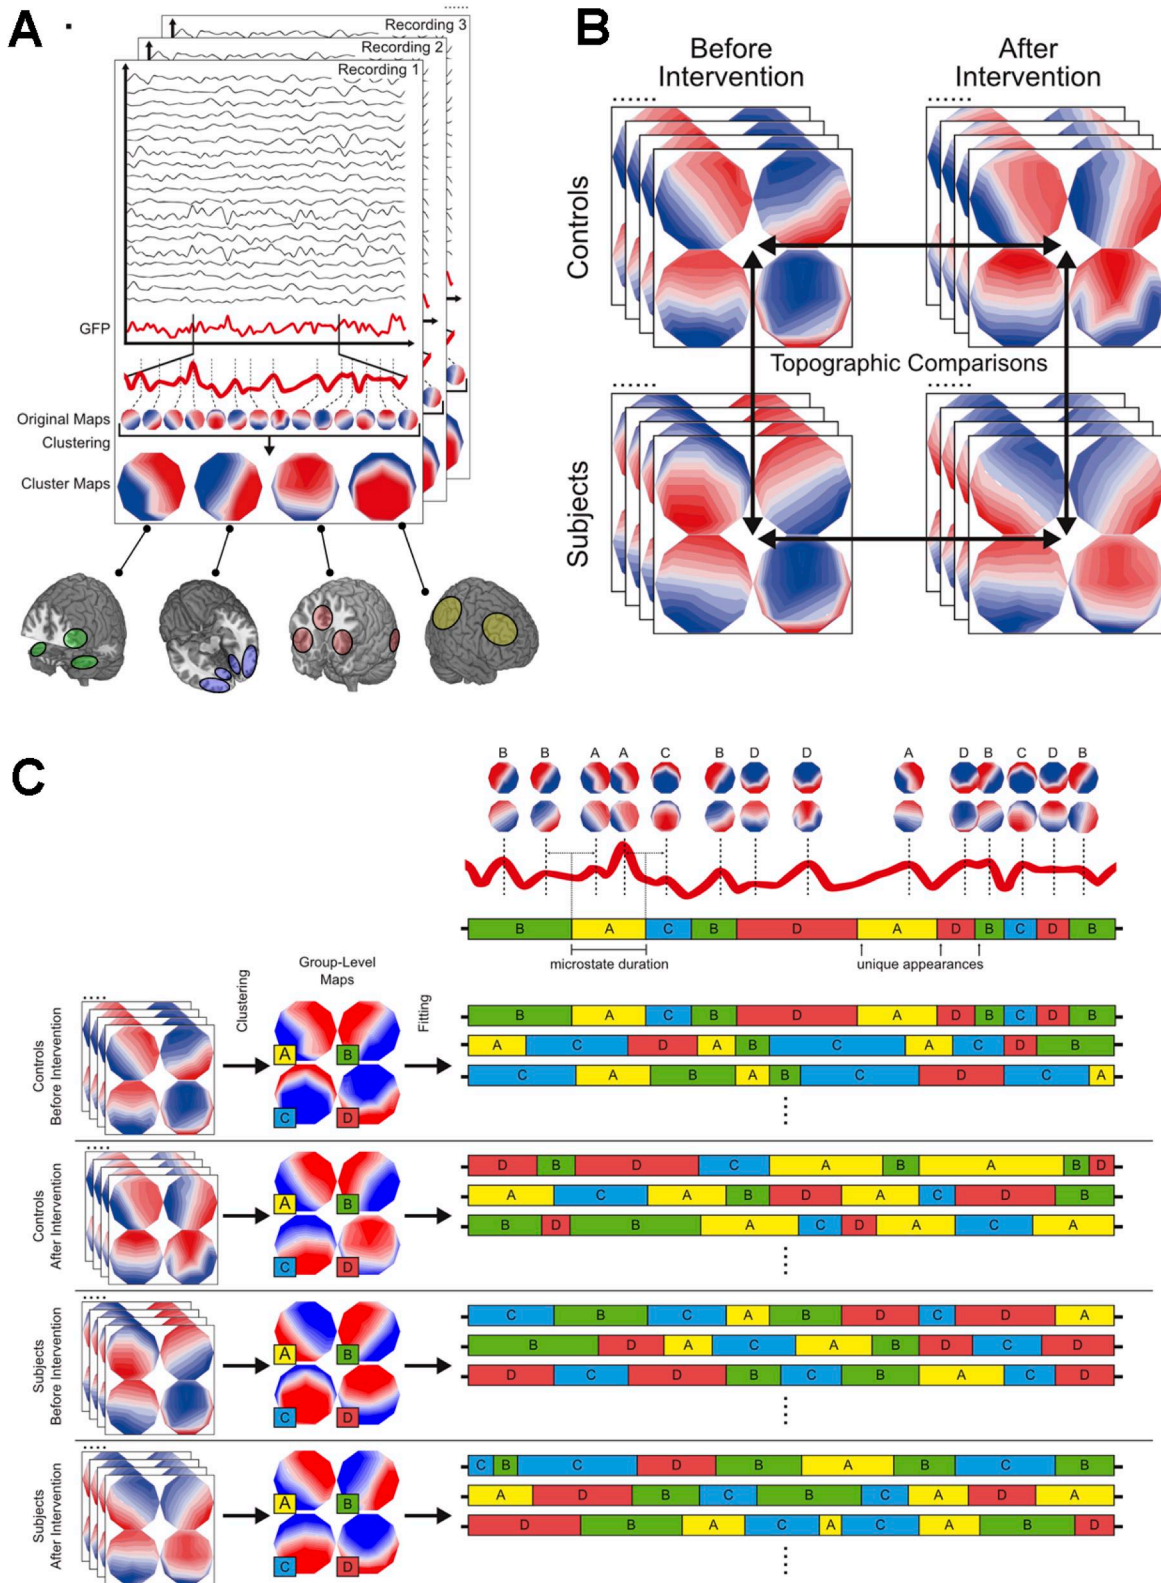 A
Recording 3
Recording 2
Recording 1
GFP
Original Maps
Clustering
Cluster Maps
B
Before
Intervention
After
Intervention
Controls
Topographic Comparisons
Subjects
C
B B A A C B D D A D B C D B
B A C B D A D B C D B
microstate duration
unique appearances
Clustering
Group-Level
Maps
Fitting
Controls
Before Intervention
A B
C D
B A C B D A D B C D B
A C D A B C A C D B
C A B A B C D C A
Controls
After Intervention
A B
C D
D B D C A B A B D
A C A B D A C D B
B D B A C D A C A
Subjects
Before Intervention
A B
C D
C B C A B D C D A
B D A C A B D C D
D C D B C B A C D
Subjects
After Intervention
A B
C D
C B C D B A B C B
A D B C B C A D A
D B A C A C A B D